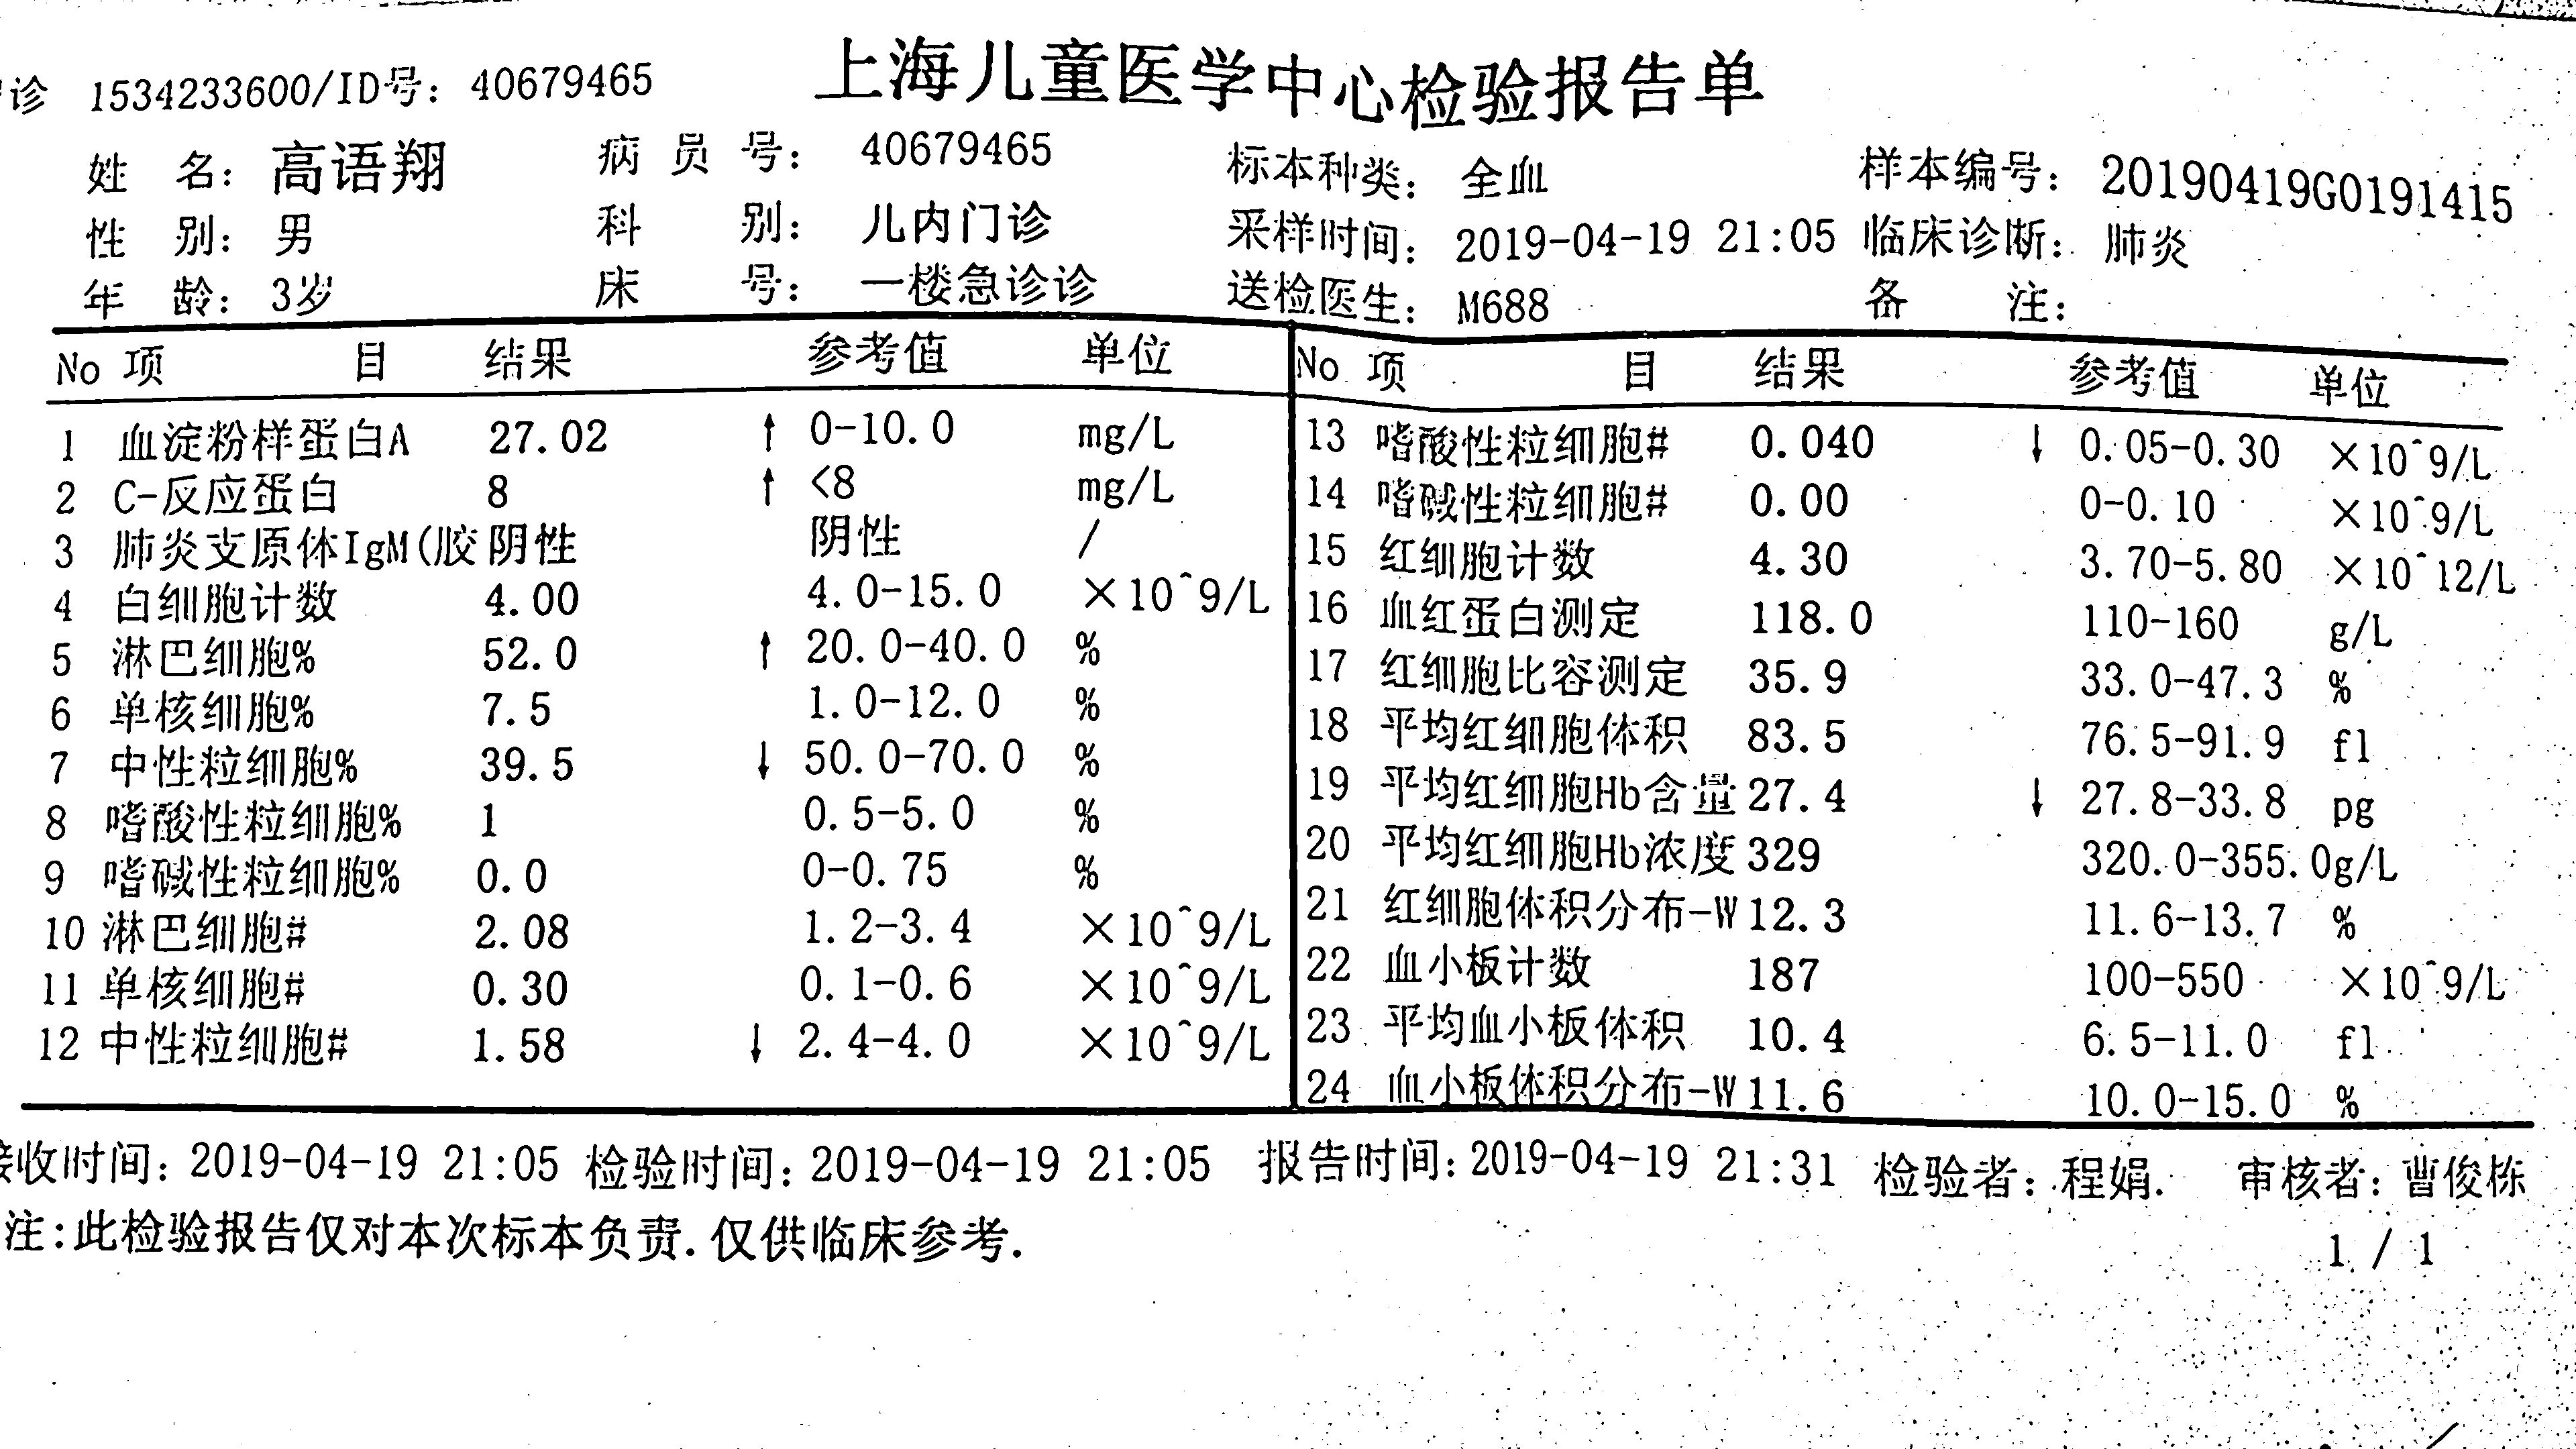 诊 1534233600/ID号: 40679465
上海儿童医学中心检验报告单
姓 名: 高语翔 病 员 号: 40679465 标本种类: 全血 样本编号: 20190419G0191415
性 别: 男 科 别: 儿内门诊 采样时间: 2019-04-19 21:05 临床诊断: 肺炎
年 龄: 3岁 床 号: 一楼急诊诊 送检医生: M688 备 注:
No 项 目 结果 参考值 单位
1 血淀粉样蛋白A 27.02 ↑ 0-10.0 mg/L
2 C-反应蛋白 8 ↑ <8 mg/L
3 肺炎支原体IgM(胶 阴性 阴性 /
4 白细胞计数 4.00 4.0-15.0 ×10^9/L
5 淋巴细胞% 52.0 ↑ 20.0-40.0 %
6 单核细胞% 7.5 1.0-12.0 %
7 中性粒细胞% 39.5 ↓ 50.0-70.0 %
8 嗜酸性粒细胞% 1 0.5-5.0 %
9 嗜碱性粒细胞% 0.0 0-0.75 %
10 淋巴细胞# 2.08 1.2-3.4 ×10^9/L
11 单核细胞# 0.30 0.1-0.6 ×10^9/L
12 中性粒细胞# 1.58 ↓ 2.4-4.0 ×10^9/L
No 项 目 结果 参考值 单位
13 嗜酸性粒细胞# 0.040 ↓ 0.05-0.30 ×10^9/L
14 嗜碱性粒细胞# 0.00 0-0.10 ×10^9/L
15 红细胞计数 4.30 3.70-5.80 ×10^12/L
16 血红蛋白测定 118.0 110-160 g/L
17 红细胞比容测定 35.9 33.0-47.3 %
18 平均红细胞体积 83.5 76.5-91.9 fl
19 平均红细胞Hb含量 27.4 ↓ 27.8-33.8 pg
20 平均红细胞Hb浓度 329 320.0-355.0g/L
21 红细胞体积分布-W 12.3 11.6-13.7 %
22 血小板计数 187 100-550 ×10^9/L
23 平均血小板体积 10.4 6.5-11.0 fl
24 血小板体积分布-W 11.6 10.0-15.0 %
接收时间: 2019-04-19 21:05 检验时间: 2019-04-19 21:05 报告时间: 2019-04-19 21:31 检验者: 程娟. 审核者: 曹俊栋
注:此检验报告仅对本次标本负责.仅供临床参考.
1 / 1